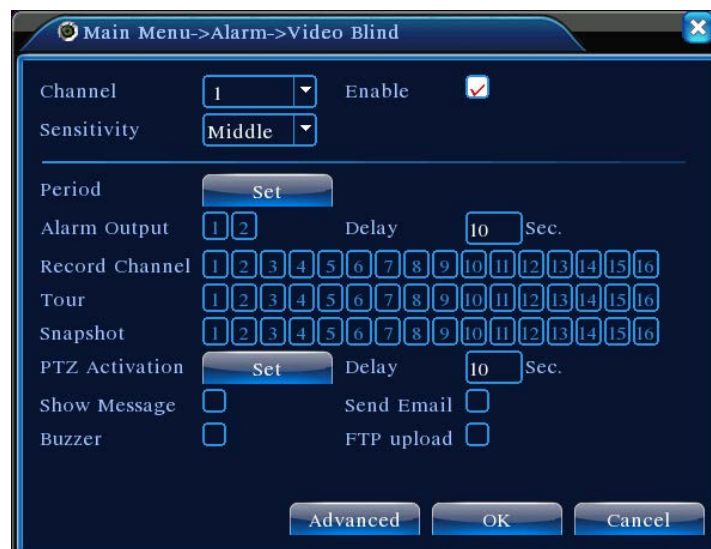 Main Menu->Alarm->Video Blind
Channel 1 Enable
Sensitivity Middle
Period Set
Alarm Output 1 2 Delay 10 Sec.
Record Channel 1 2 3 4 5 6 7 8 9 10 11 12 13 14 15 16
Tour 1 2 3 4 5 6 7 8 9 10 11 12 13 14 15 16
Snapshot 1 2 3 4 5 6 7 8 9 10 11 12 13 14 15 16
PTZ Activation Set Delay 10 Sec.
Show Message Send Email
Buzzer FTP upload
Advanced OK Cancel